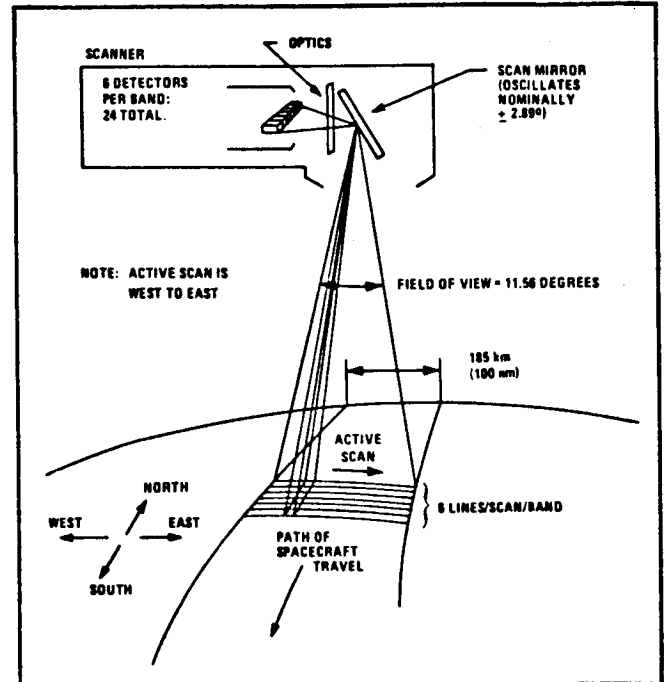 OPTICS
SCANNER
6 DETECTORS
PER BAND:
24 TOTAL.
SCAN MIRROR
(OSCILLATES
NOMINALLY
± 2.89º)
NOTE: ACTIVE SCAN IS
WEST TO EAST
FIELD OF VIEW = 11.56 DEGREES
185 km
(100 nm)
ACTIVE
SCAN
NORTH
WEST
EAST
SOUTH
6 LINES/SCAN/BAND
PATH OF
SPACECRAFT
TRAVEL